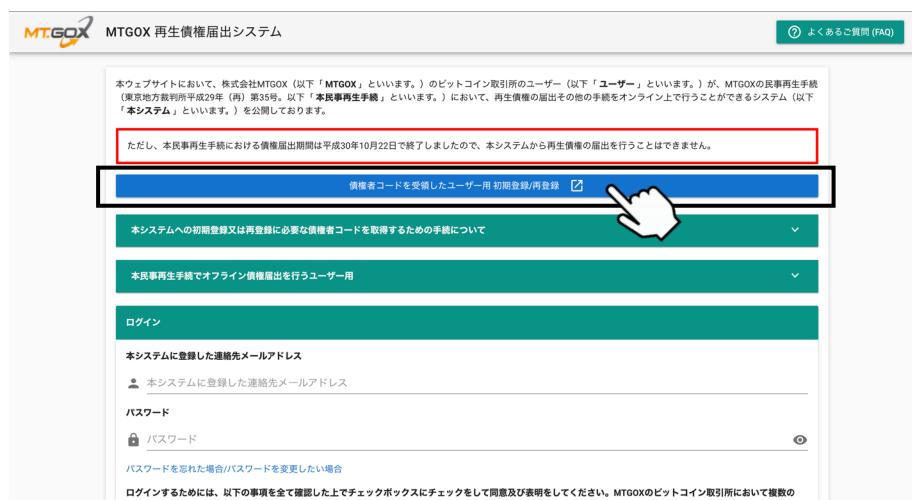 MT.GOX MTGOX 再生債権届出システム
よくあるご質問 (FAQ)
本ウェブサイトにおいて、株式会社MTGOX（以下「 MTGOX 」といいます。）のビットコイン取引所のユーザー（以下「 ユーザー 」といいます。）が、MTGOXの民事再生手続
（東京地方裁判所平成29年（再）第35号。以下「 本民事再生手続 」といいます。）において、再生債権の届出その他の手続をオンライン上で行うことができるシステム（以下
「 本システム 」といいます。）を公開しております。
ただし、本民事再生手続における債権届出期間は平成30年10月22日で終了しましたので、本システムから再生債権の届出を行うことはできません。
債権者コードを受領したユーザー用 初期登録/再登録
本システムへの初期登録又は再登録に必要な債権者コードを取得するための手続について
本民事再生手続でオフライン債権届出を行うユーザー用
ログイン
本システムに登録した連絡先メールアドレス
本システムに登録した連絡先メールアドレス
パスワード
パスワード
パスワードを忘れた場合/パスワードを変更したい場合
ログインするためには、以下の事項を全て確認した上でチェックボックスにチェックをして同意及び表明をしてください。MTGOXのビットコイン取引所において複数の